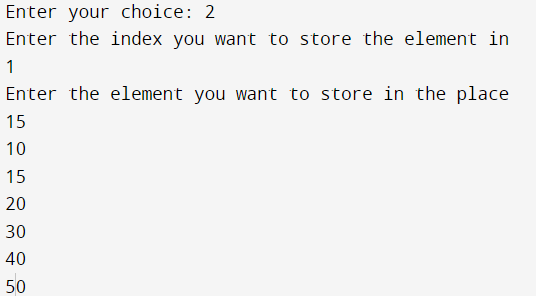 Enter your choice: 2
Enter the index you want to store the element in
1
Enter the element you want to store in the place
15
10
15
20
30
40
50